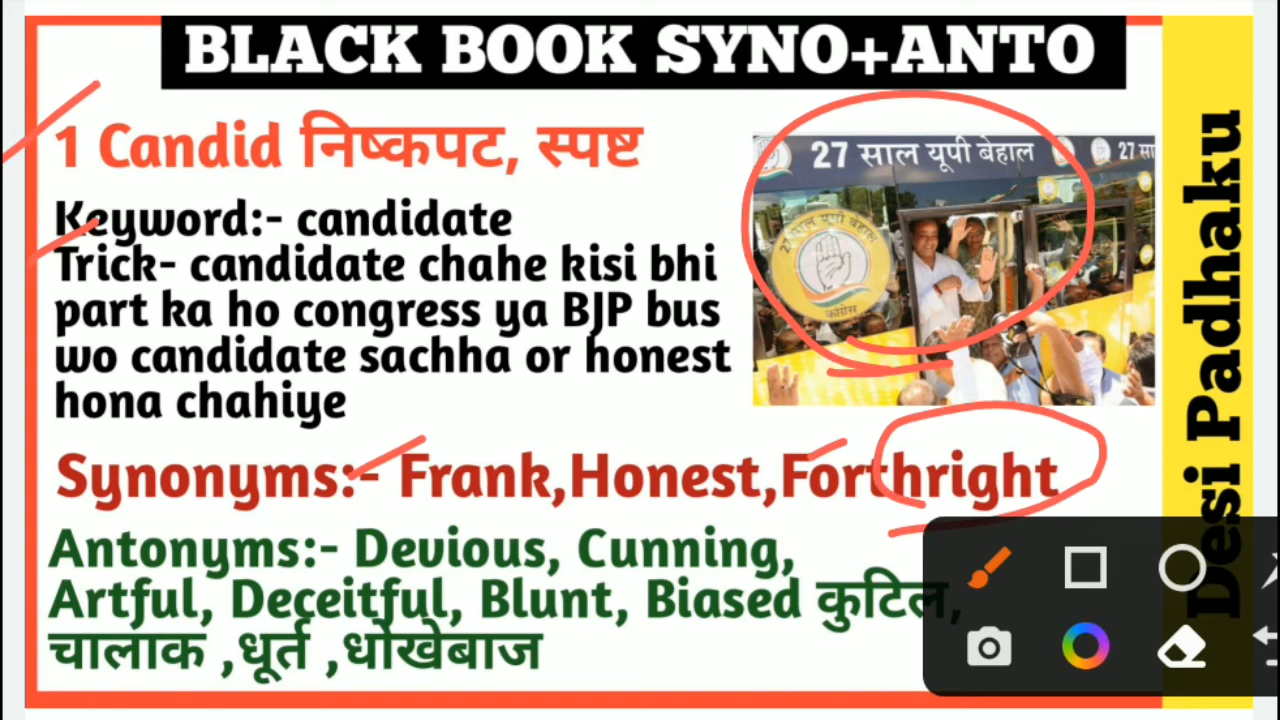 BLACK BOOK SYNO+ANTO
1 Candid निष्कपट, स्पष्ट
Keyword:- candidate
Trick- candidate chahe kisi bhi
part ka ho congress ya BJP bus
wo candidate sachha or honest
hona chahiye
27 साल यूपी बेहाल
27 सा
27 साल यूपी बेहाल
कांग्रेस
Synonyms:- Frank,Honest,Forthright
Antonyms:- Devious, Cunning,
Artful, Deceitful, Blunt, Biased कुटिल,
चालाक ,धूर्त ,धोखेबाज
Desi Padhaku